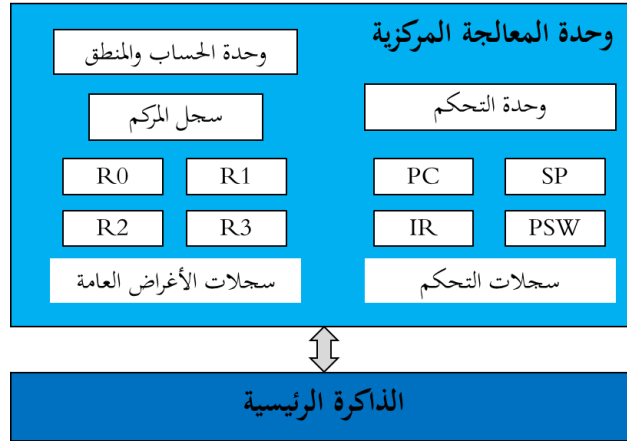 وحدة المعالجة المركزية
وحدة الحساب والمنطق
سجل المركم
وحدة التحكم
R0 R1 PC SP
R2 R3 IR PSW
سجلات الأغراض العامة
سجلات التحكم
الذاكرة الرئيسية